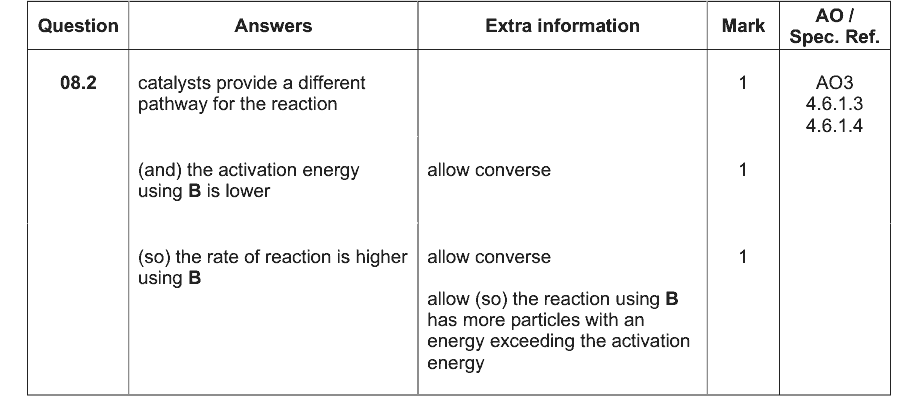 Question Answers Extra information Mark AO /
Spec. Ref.
08.2 catalysts provide a different 1 AO3
pathway for the reaction 4.6.1.3
4.6.1.4
(and) the activation energy allow converse 1
using B is lower
(so) the rate of reaction is higher allow converse 1
using B
allow (so) the reaction using B
has more particles with an
energy exceeding the activation
energy